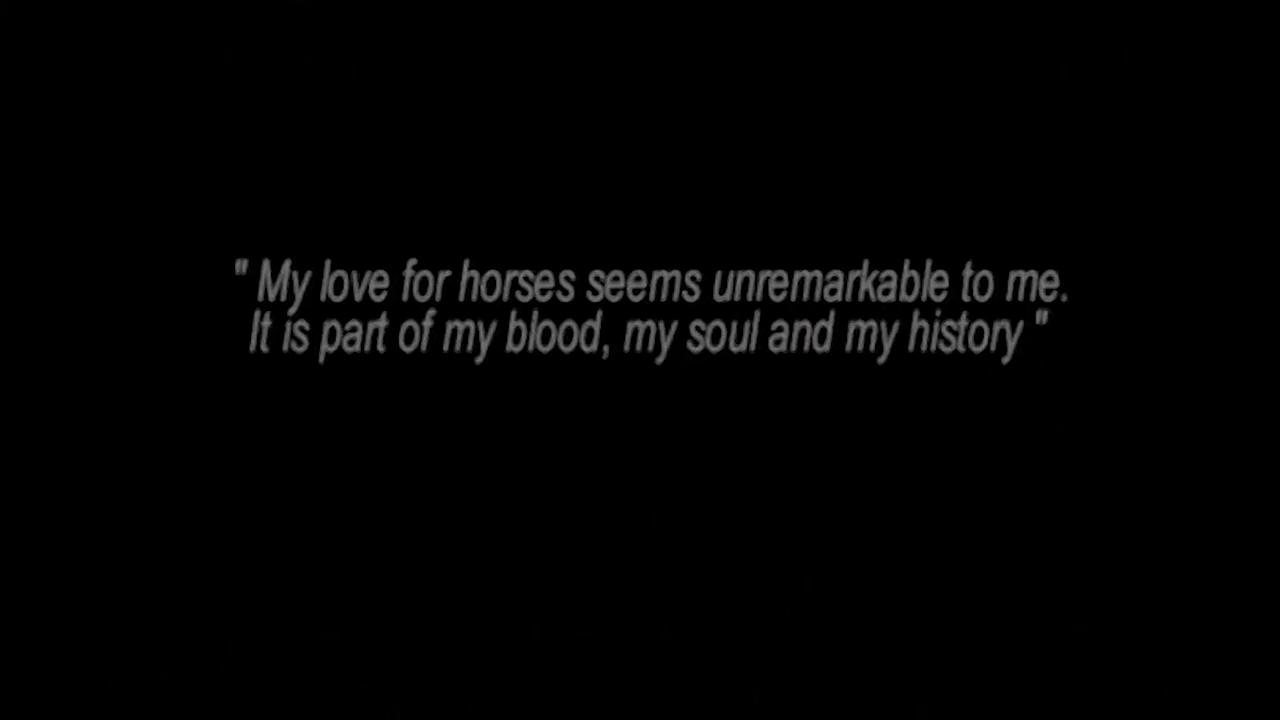 " My love for horses seems unremarkable to me.
It is part of my blood, my soul and my history "